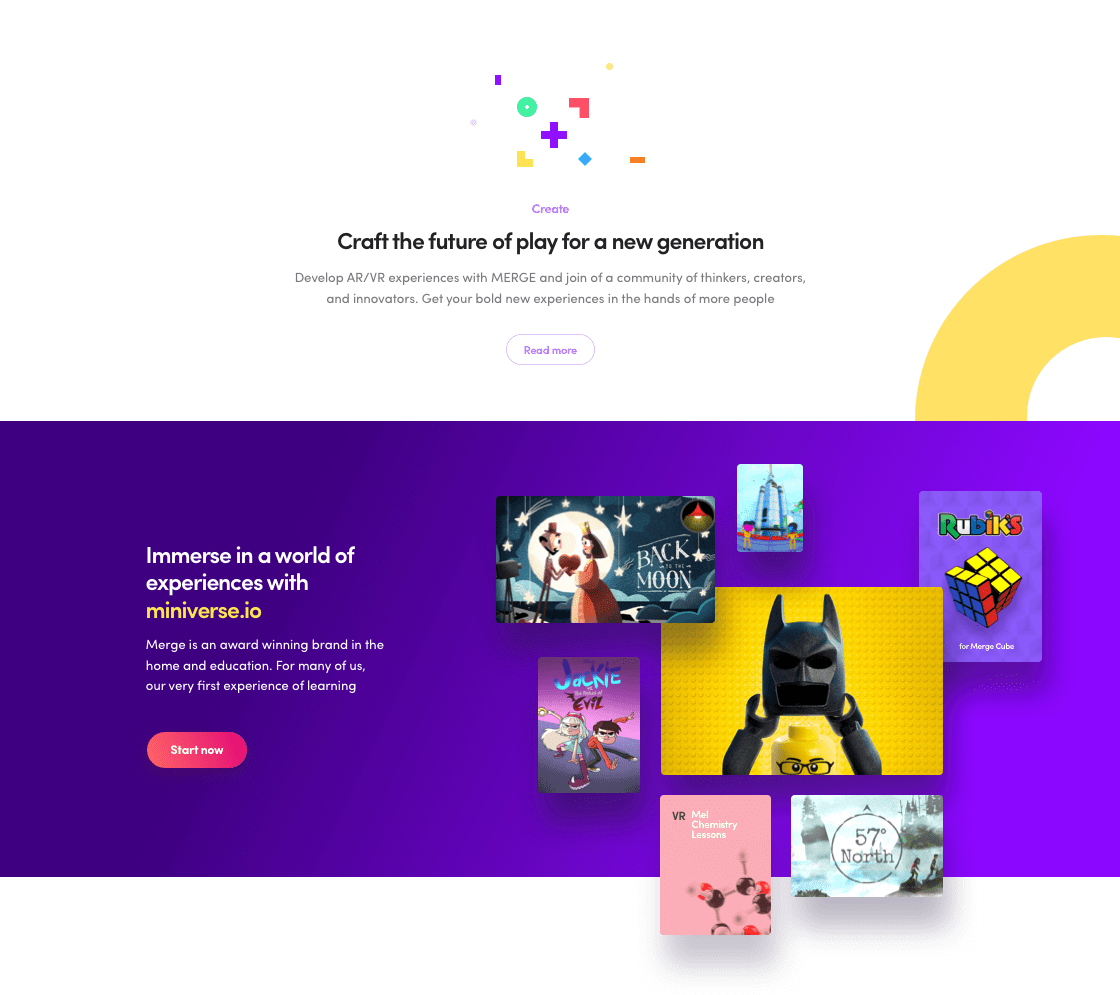 Create
Craft the future of play for a new generation
Develop AR/VR experiences with MERGE and join of a community of thinkers, creators,
and innovators. Get your bold new experiences in the hands of more people
Read more
Immerse in a world of
experiences with
miniverse.io
Merge is an award winning brand in the
home and education. For many of us,
our very first experience of learning
Start now
BACK
TO THE
MOON
Rubik's
for Merge Cube
JACKIE
EVIL
VR Mel
Chemistry
Lessons
57°
North